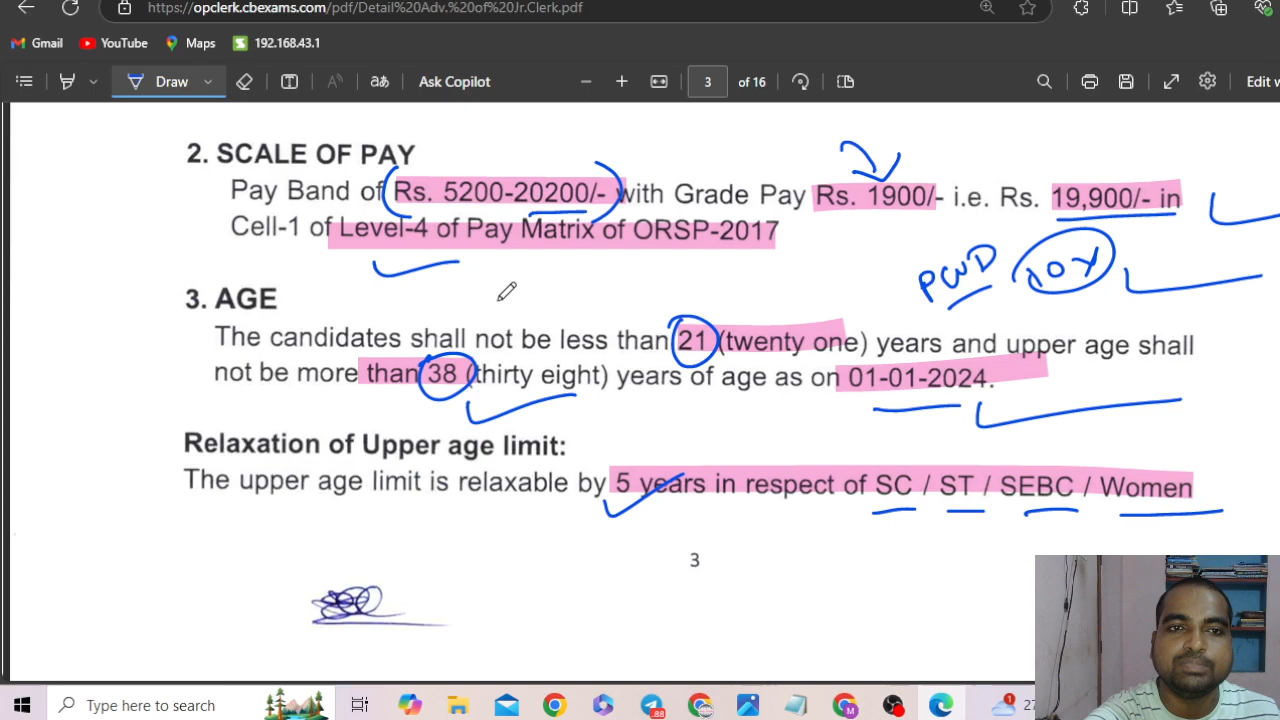 https://opclerk.cbexams.com/pdf/Detail%20Adv.%20of%20Jr.Clerk.pdf
Gmail YouTube Maps 192.168.43.1
Draw Ask Copilot 3 of 16 Edit w
2. SCALE OF PAY
Pay Band of Rs. 5200-20200/- with Grade Pay Rs. 1900/- i.e. Rs. 19,900/- in
Cell-1 of Level-4 of Pay Matrix of ORSP-2017
PWD 10Y
3. AGE
The candidates shall not be less than 21 (twenty one) years and upper age shall
not be more than 38 (thirty eight) years of age as on 01-01-2024.
Relaxation of Upper age limit:
The upper age limit is relaxable by 5 years in respect of SC / ST / SEBC / Women
3
Type here to search
.88
M
1
27